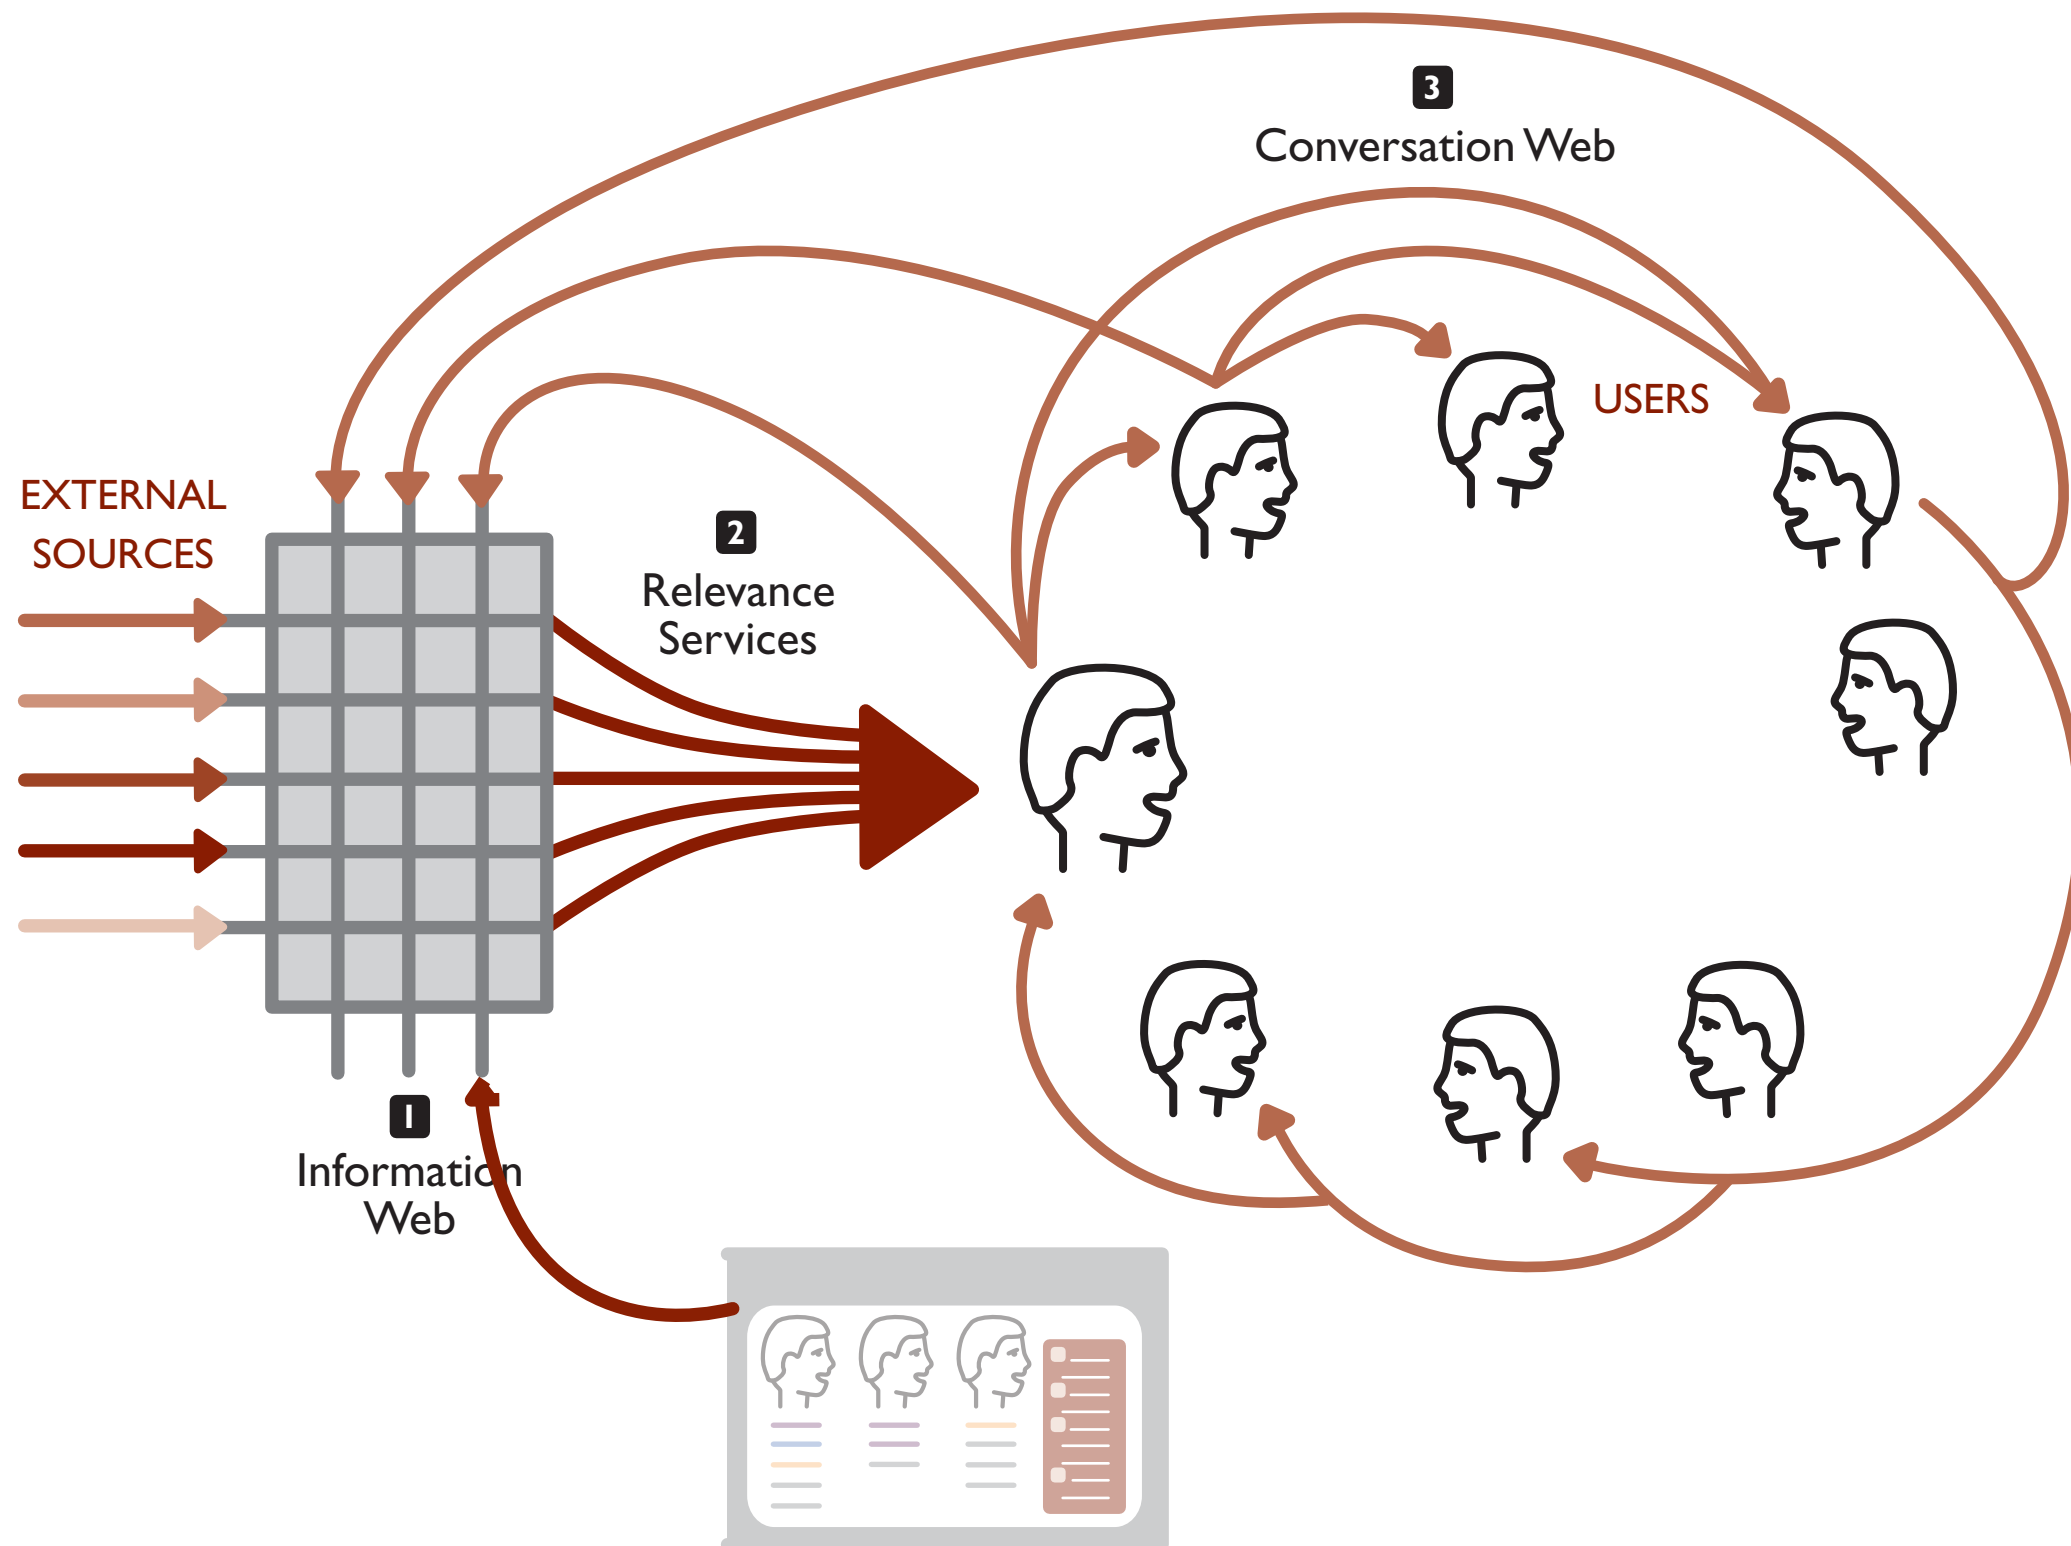 3
Conversation Web
USERS
EXTERNAL
SOURCES
2
Relevance
Services
1
Information
Web